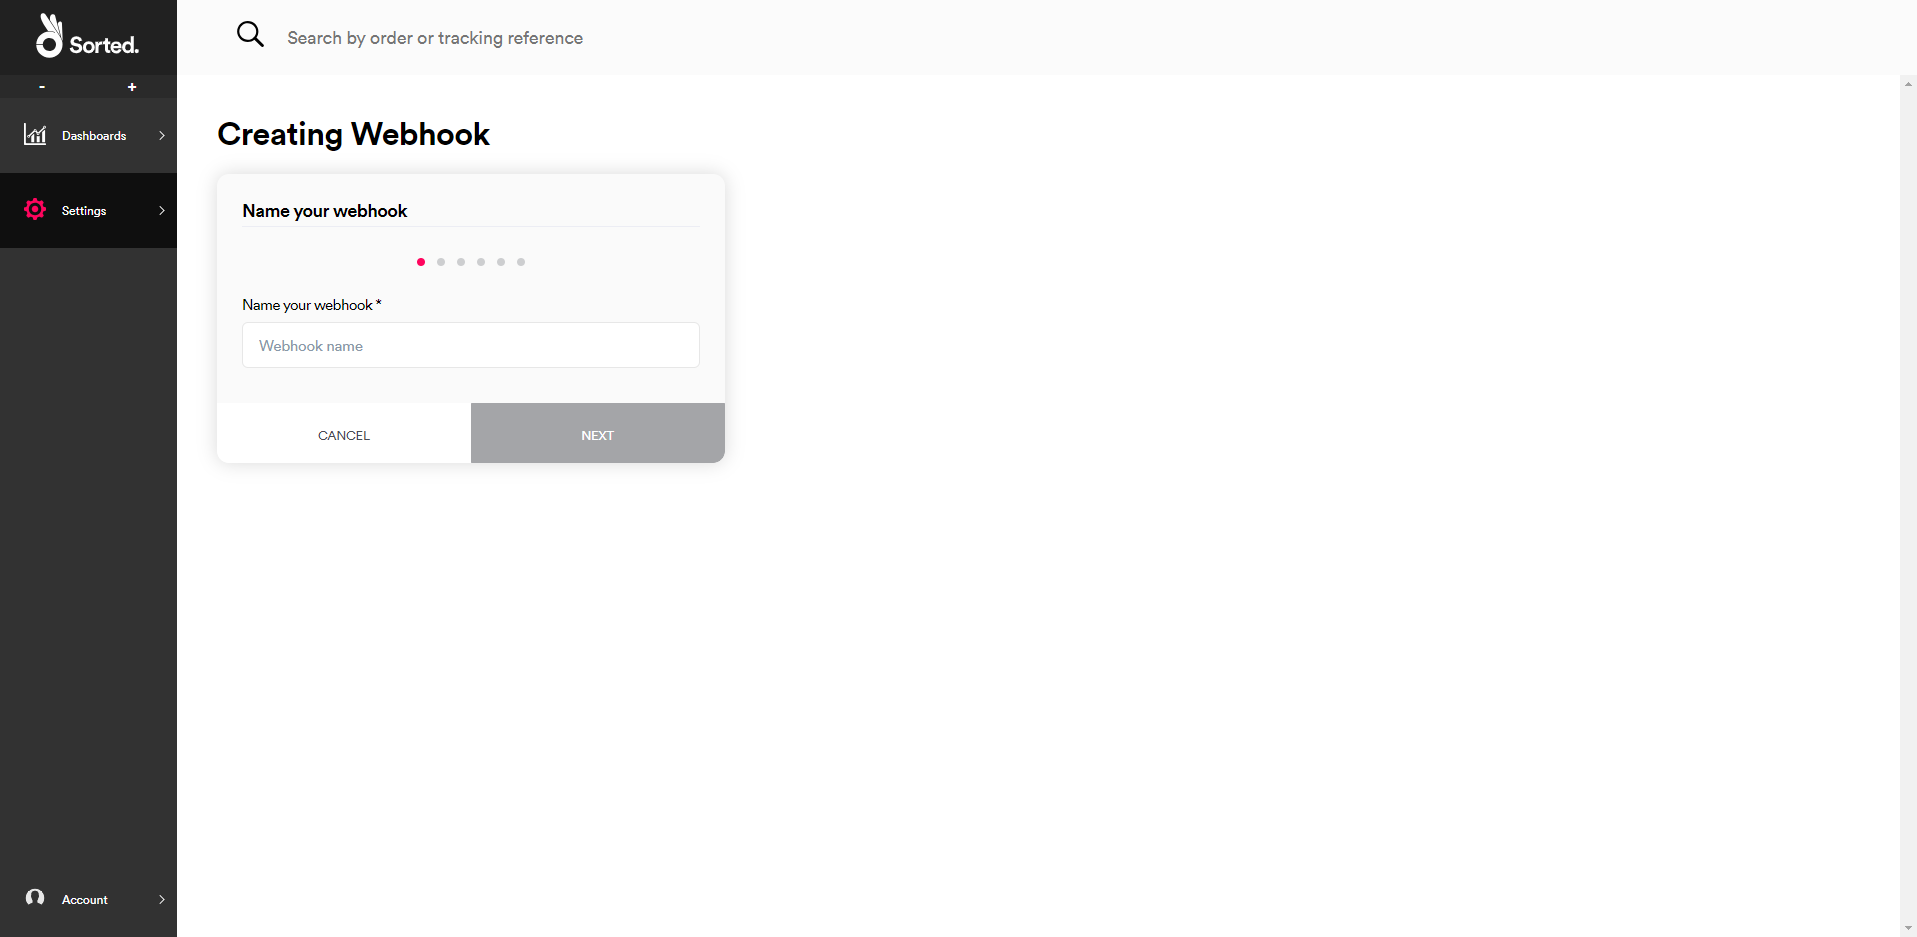 Sorted.
Search by order or tracking reference
- +
Dashboards
Settings
Account
Creating Webhook
Name your webhook
Name your webhook *
Webhook name
CANCEL
NEXT